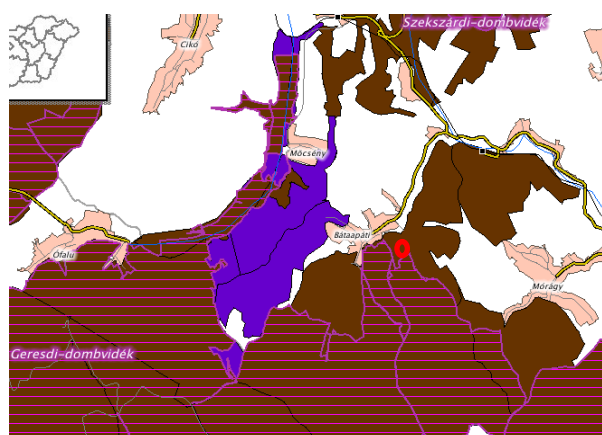 Szekszárdi-dombvidék
Cikó
Mőcsény
Bátaapáti
Ófalu
Mórágy
Geresdi-dombvidék